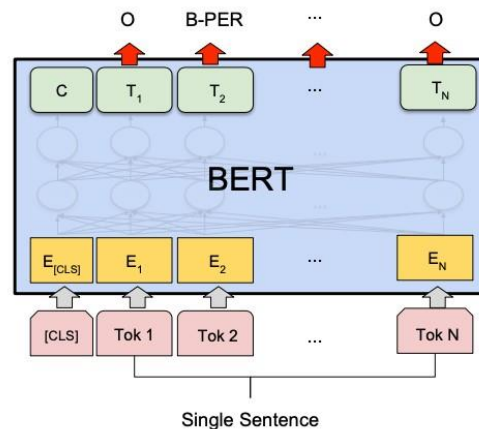 O B-PER ... O
C T1 T2 ... TN
...
BERT
...
E[CLS] E1 E2 ... EN
[CLS] Tok 1 Tok 2 ... Tok N
Single Sentence